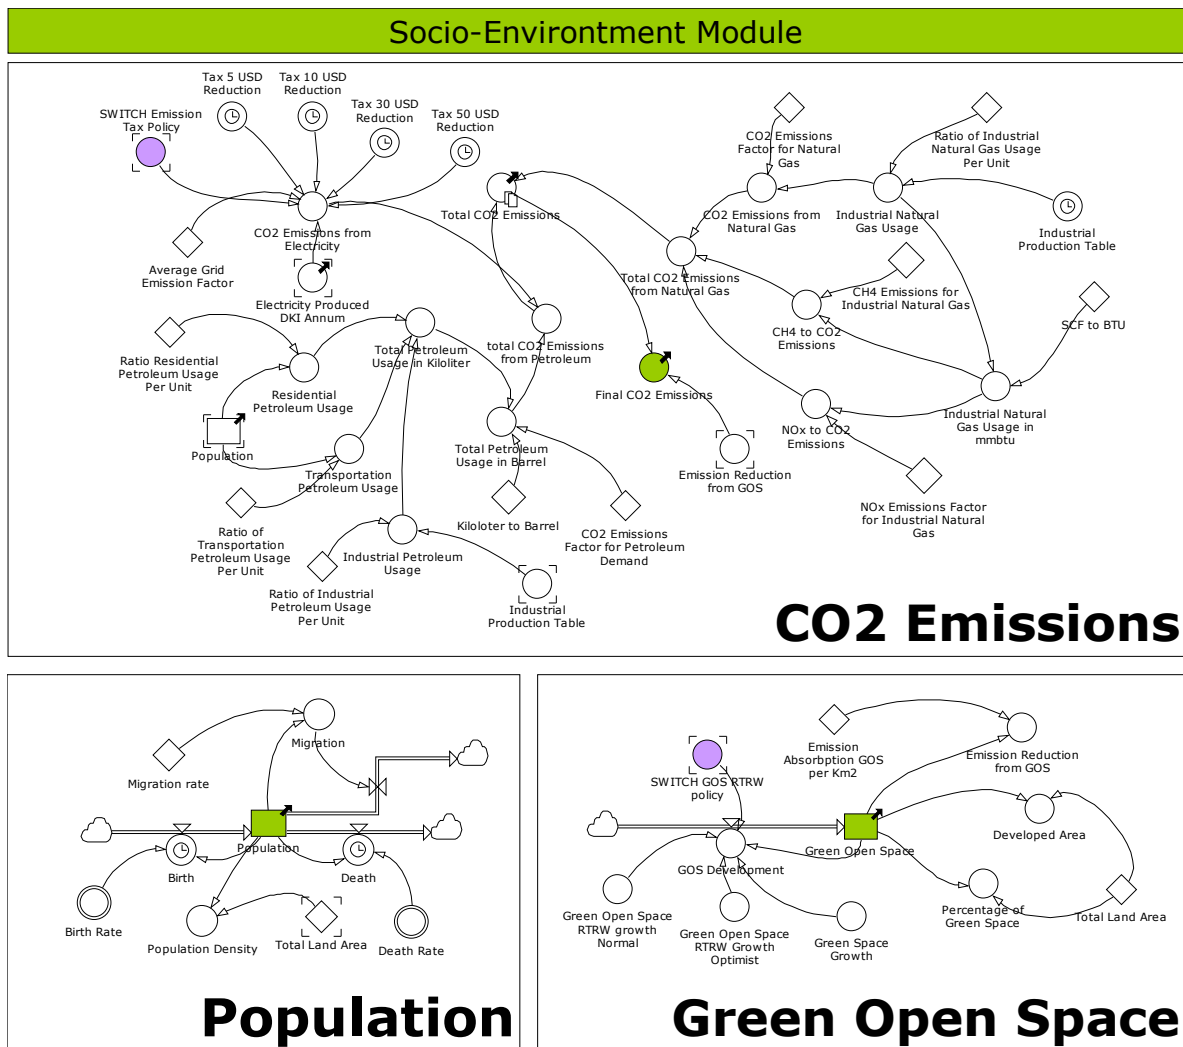 Socio-Environtment Module
Tax 5 USD
Reduction
Tax 10 USD
Reduction
Tax 30 USD
Reduction
Tax 50 USD
Reduction
SWITCH Emission
Tax Policy
CO2 Emissions from
Electricity
Average Grid
Emission Factor
Electricity Produced
DKI Annum
Total CO2 Emissions
CO2 Emissions
Factor for Natural
Gas
Ratio of Industrial
Natural Gas Usage
Per Unit
CO2 Emissions from
Natural Gas
Industrial Natural
Gas Usage
Industrial
Production Table
Total CO2 Emissions
from Natural Gas
CH4 Emissions for
Industrial Natural Gas
CH4 to CO2
Emissions
SCF to BTU
Ratio Residential
Petroleum Usage
Per Unit
Total Petroleum
Usage in Kiloliter
total CO2 Emissions
from Petroleum
Residential
Petroleum Usage
Final CO2 Emissions
Population
Transportation
Petroleum Usage
Total Petroleum
Usage in Barrel
Emission Reduction
from GOS
NOx to CO2
Emissions
Industrial Natural
Gas Usage in
mmbtu
Ratio of
Transportation
Petroleum Usage
Per Unit
Kiloloter to Barrel
CO2 Emissions
Factor for Petroleum
Demand
NOx Emissions Factor
for Industrial Natural
Gas
Industrial Petroleum
Usage
Ratio of Industrial
Petroleum Usage
Per Unit
Industrial
Production Table
CO2 Emissions
Migration
Migration rate
Population
Birth
Death
Birth Rate
Population Density
Total Land Area
Death Rate
Population
Emission
Absorbption GOS
per Km2
Emission Reduction
from GOS
SWITCH GOS RTRW
policy
Developed Area
Green Open Space
GOS Development
Green Open Space
RTRW growth
Normal
Green Open Space
RTRW Growth
Optimist
Green Space
Growth
Percentage of
Green Space
Total Land Area
Green Open Space